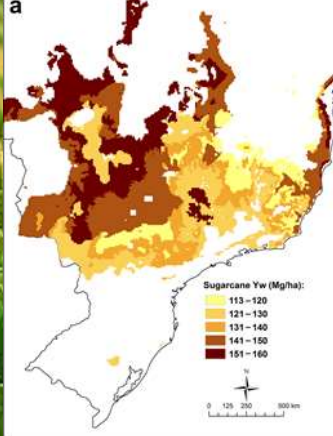 a
Sugarcane Yw (Mg/ha):
113 – 120
121 – 130
131 – 140
141 – 150
151 – 160
N
0 125 250 500 km